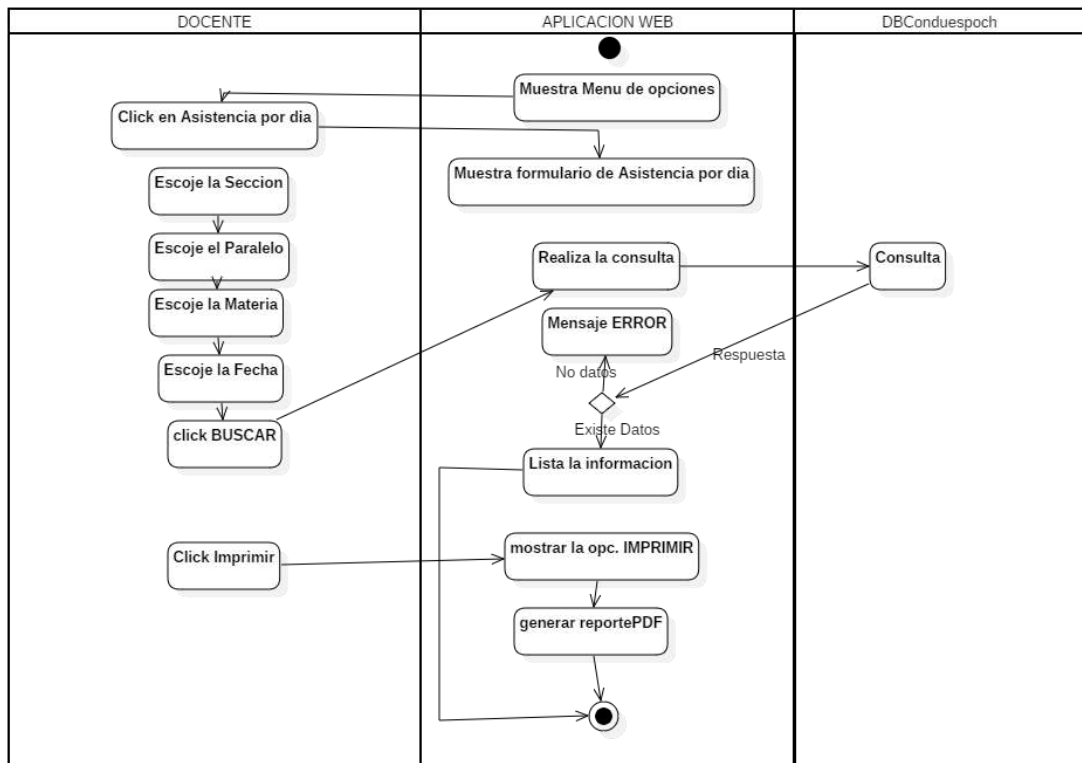 DOCENTE
APLICACION WEB
DBConduespoch
Muestra Menu de opciones
Click en Asistencia por dia
Muestra formulario de Asistencia por dia
Escoje la Seccion
Escoje el Paralelo
Realiza la consulta
Consulta
Escoje la Materia
Mensaje ERROR
Respuesta
Escoje la Fecha
No datos
click BUSCAR
Existe Datos
Lista la informacion
Click Imprimir
mostrar la opc. IMPRIMIR
generar reportePDF